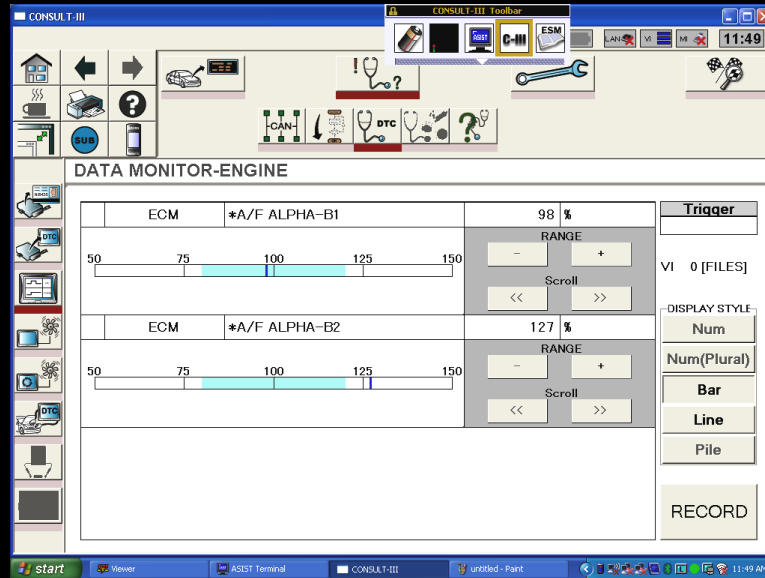 CONSULT-III
CONSULT-III Toolbar
ASIST
C-III
ESM
LAN
VI
MI
11:49
?
?
SUB
CAN
DTC
?
DATA MONITOR-ENGINE
DTC
DTC
ECM *A/F ALPHA-B1 98 %
50 75 100 125 150
RANGE
- +
Scroll
<< >>
ECM *A/F ALPHA-B2 127 %
50 75 100 125 150
RANGE
- +
Scroll
<< >>
Trigger
VI 0 [FILES]
DISPLAY STYLE
Num
Num(Plural)
Bar
Line
Pile
RECORD
start
Viewer
ASIST Terminal
CONSULT-III
untitled - Paint
11:49 AM